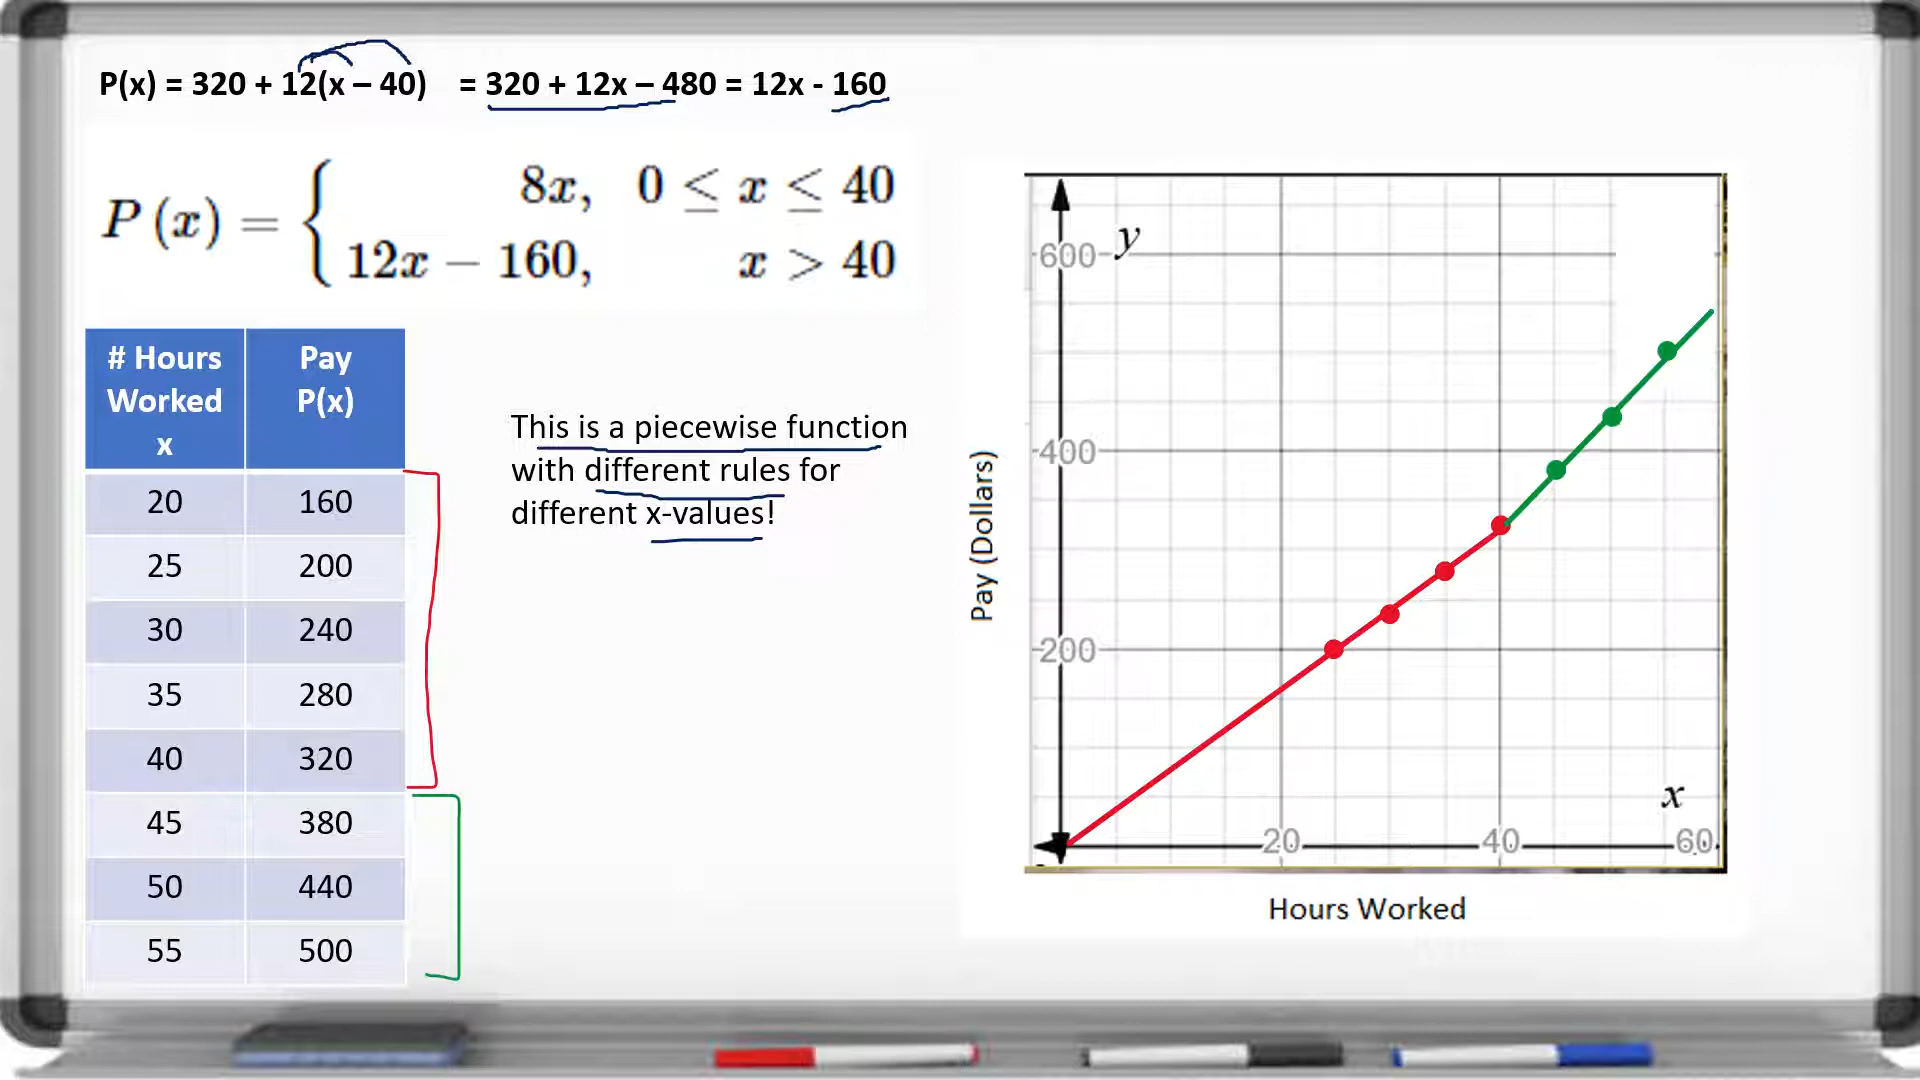 P(x) = 320 + 12(x – 40) = 320 + 12x – 480 = 12x - 160
P (x) = { 8x, 0 ≤ x ≤ 40
12x − 160, x > 40
# Hours Worked x Pay P(x)
20 160
25 200
30 240
35 280
40 320
45 380
50 440
55 500
This is a piecewise function
with different rules for
different x-values!
y
600
400
200
Pay (Dollars)
x
20 40 60
Hours Worked